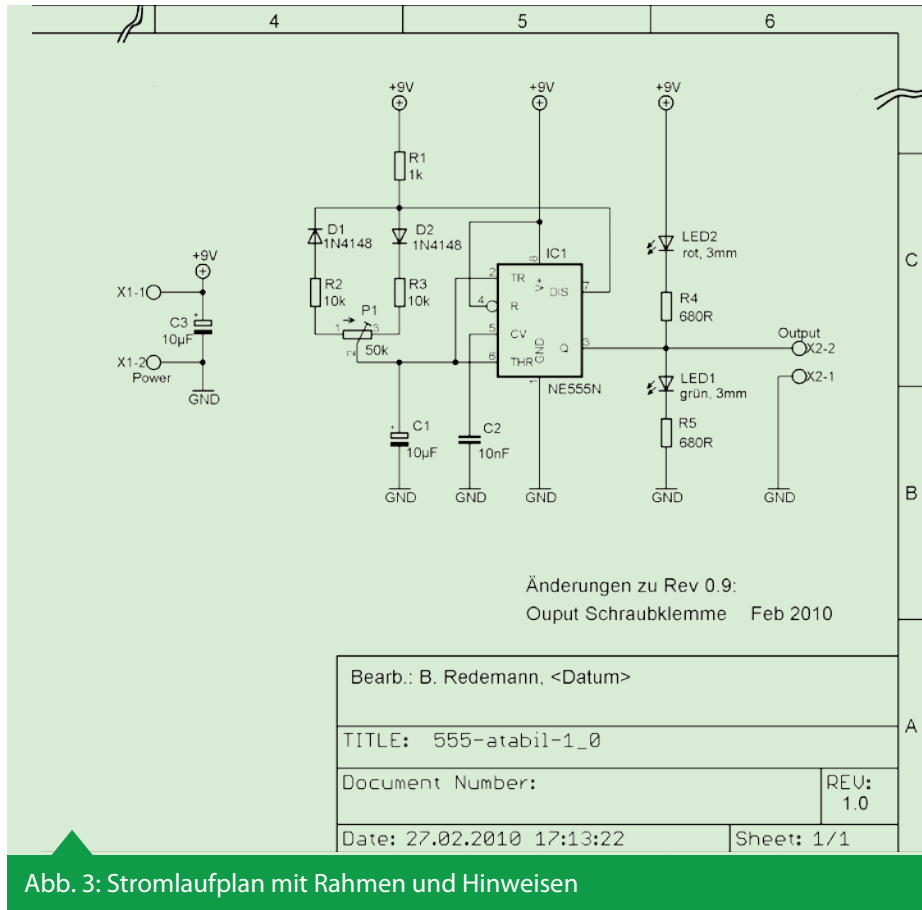 4 5 6
+9V +9V +9V
R1
1k
D1 D2
1N4148 1N4148
LED2
rot, 3mm
C
+9V
IC1
8
2 TR V+ DIS 7
R2 R3
10k 10k
4 R
X1-1
P1
1 3
2
50k
R4
680R
C3
10µF
5 CV
Output
X1-2
Power
6 THR GND Q 3
X2-2
1
NE555N
LED1
grün, 3mm
X2-1
GND
C1
10µF
C2
10nF
R5
680R
GND GND GND GND GND
B
Änderungen zu Rev 0.9:
Ouput Schraubklemme Feb 2010
Bearb.: B. Redemann, <Datum>
A
TITLE: 555-atabil-1_0
Document Number:
REV:
1.0
Date: 27.02.2010 17:13:22 Sheet: 1/1
Abb. 3: Stromlaufplan mit Rahmen und Hinweisen